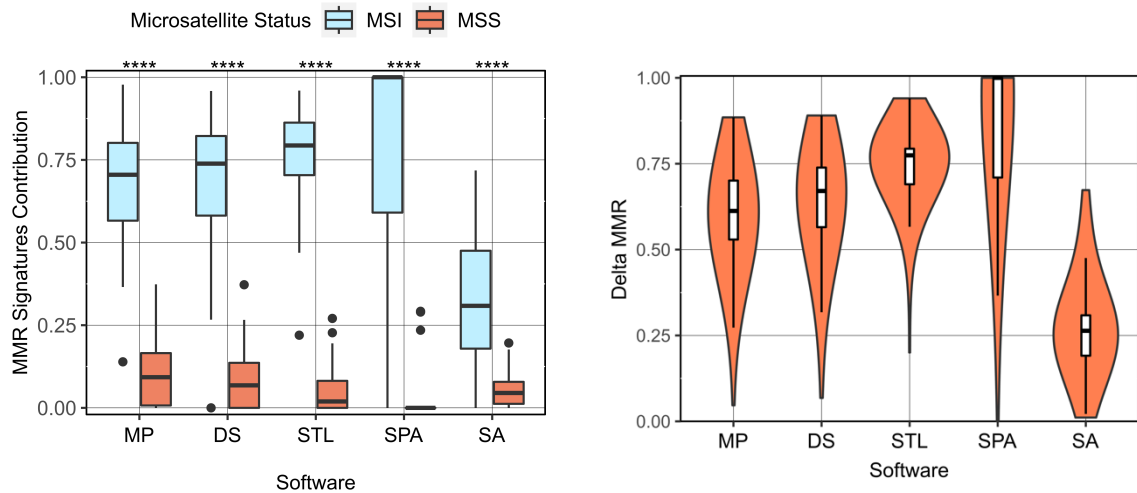 Microsatellite Status MSI MSS
**** **** **** **** ****
MMR Signatures Contribution
1.00
0.75
0.50
0.25
0.00
MP DS STL SPA SA
Software
Delta MMR
1.00
0.75
0.50
0.25
0.00
MP DS STL SPA SA
Software